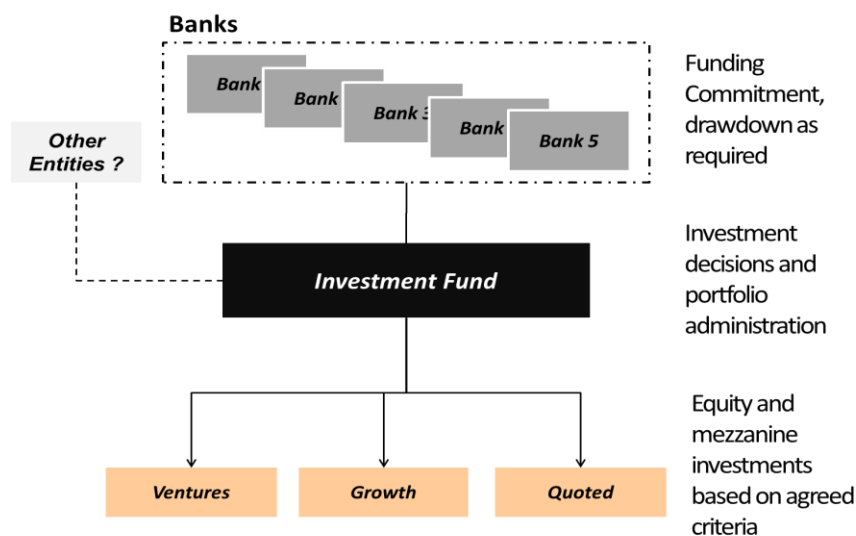 Banks
Bank
Bank
Bank 3
Bank
Bank 5
Funding
Commitment,
drawdown as
required
Other
Entities ?
Investment Fund
Investment
decisions and
portfolio
administration
Ventures
Growth
Quoted
Equity and
mezzanine
investments
based on agreed
criteria